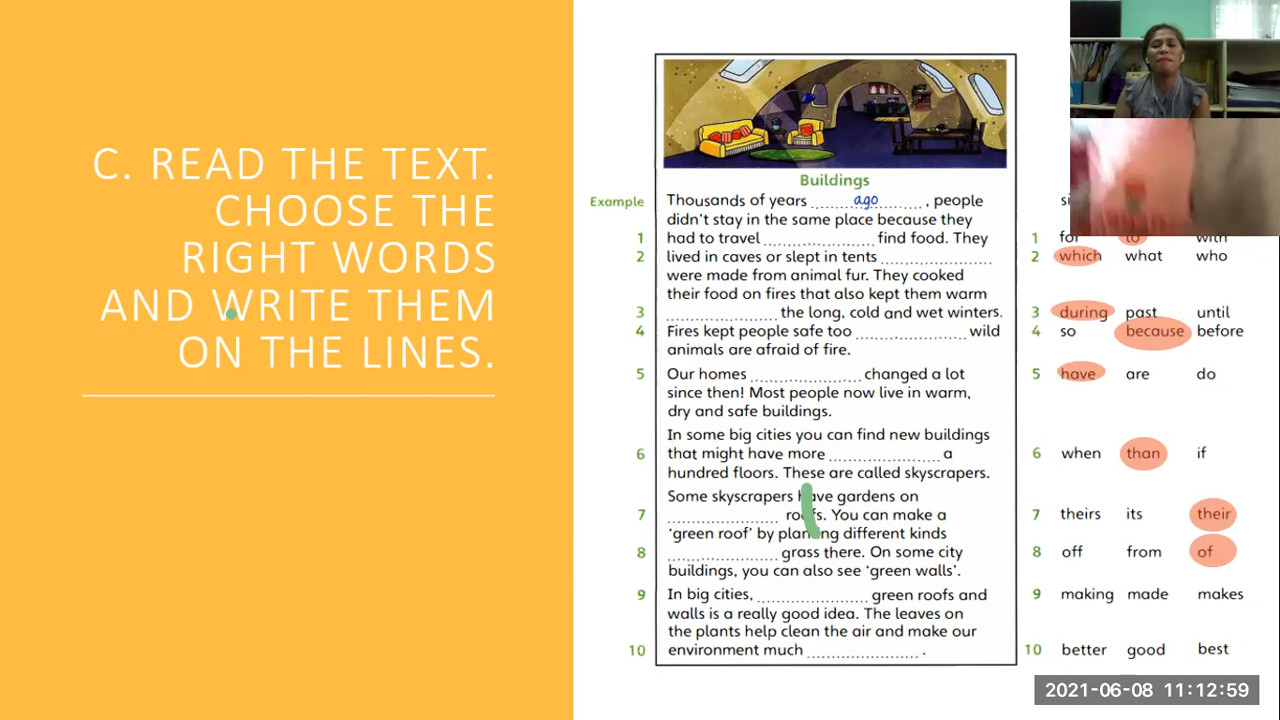 C. READ THE TEXT.
CHOOSE THE
RIGHT WORDS
AND WRITE THEM
ON THE LINES.
Buildings
Example Thousands of years ago, people
didn't stay in the same place because they
1 had to travel ........................ find food. They
2 lived in caves or slept in tents ........................
were made from animal fur. They cooked
their food on fires that also kept them warm
3 ........................ the long, cold and wet winters.
4 Fires kept people safe too ........................ wild
animals are afraid of fire.
5 Our homes ........................ changed a lot
since then! Most people now live in warm,
dry and safe buildings.
In some big cities you can find new buildings
6 that might have more ........................ a
hundred floors. These are called skyscrapers.
Some skyscrapers have gardens on
7 ........................ roofs. You can make a
'green roof' by planting different kinds
8 ........................ grass there. On some city
buildings, you can also see 'green walls'.
9 In big cities, ........................ green roofs and
walls is a really good idea. The leaves on
the plants help clean the air and make our
10 environment much ........................ .
1 for to with
2 which what who
3 during past until
4 so because before
5 have are do
6 when than if
7 theirs its their
8 off from of
9 making made makes
10 better good best
2021-06-08 11:12:59